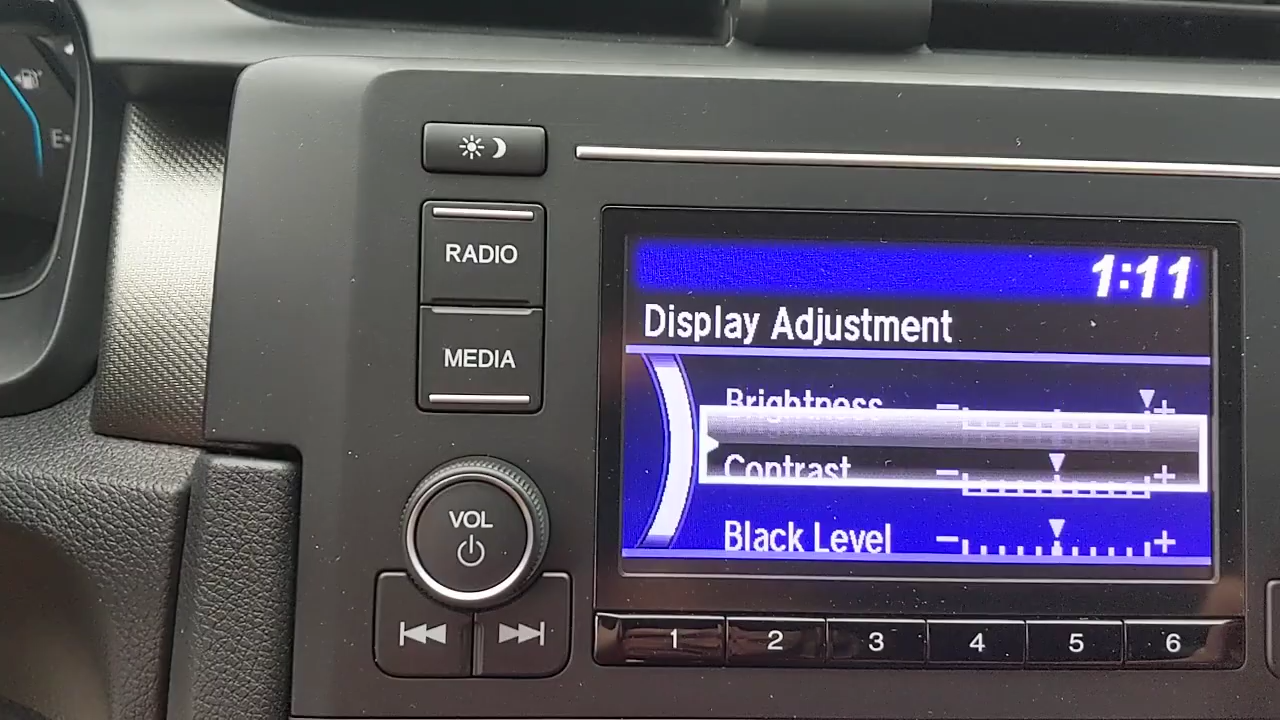 E
RADIO
MEDIA
VOL
1:11
Display Adjustment
Brightness - +
Contrast - +
Black Level - +
1 2 3 4 5 6